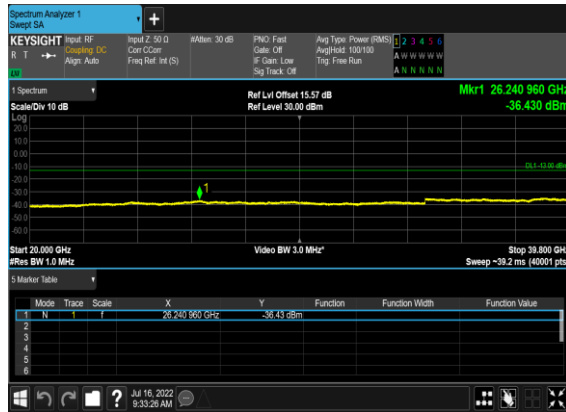 Spectrum Analyzer 1
Swept SA
+
KEYSIGHT Input: RF Input Z: 50 Ω #Atten: 30 dB PNO: Fast Avg Type: Power (RMS) 1 2 3 4 5 6
R T Coupling: DC Corr CCorr Gate: Off Avg|Hold: 100/100 A W W W W W
Align: Auto Freq Ref: Int (S) IF Gain: Low Trig: Free Run
LW Sig Track: Off A N N N N N
1 Spectrum Ref Lvl Offset 15.57 dB Mkr1 26.240 960 GHz
Scale/Div 10 dB Ref Level 30.00 dBm -36.430 dBm
Log
20.0
10.0
0.00
-10.0 DL1 -13.00 dBm
-20.0
-30.0 1
-40.0
-50.0
-60.0
Start 20.000 GHz Video BW 3.0 MHz* Stop 39.800 GHz
#Res BW 1.0 MHz Sweep ~39.2 ms (40001 pts)
5 Marker Table
Mode Trace Scale X Y Function Function Width Function Value
1 N 1 f 26.240 960 GHz -36.43 dBm
2
3
4
5
6
? Jul 16, 2022
9:33:26 AM